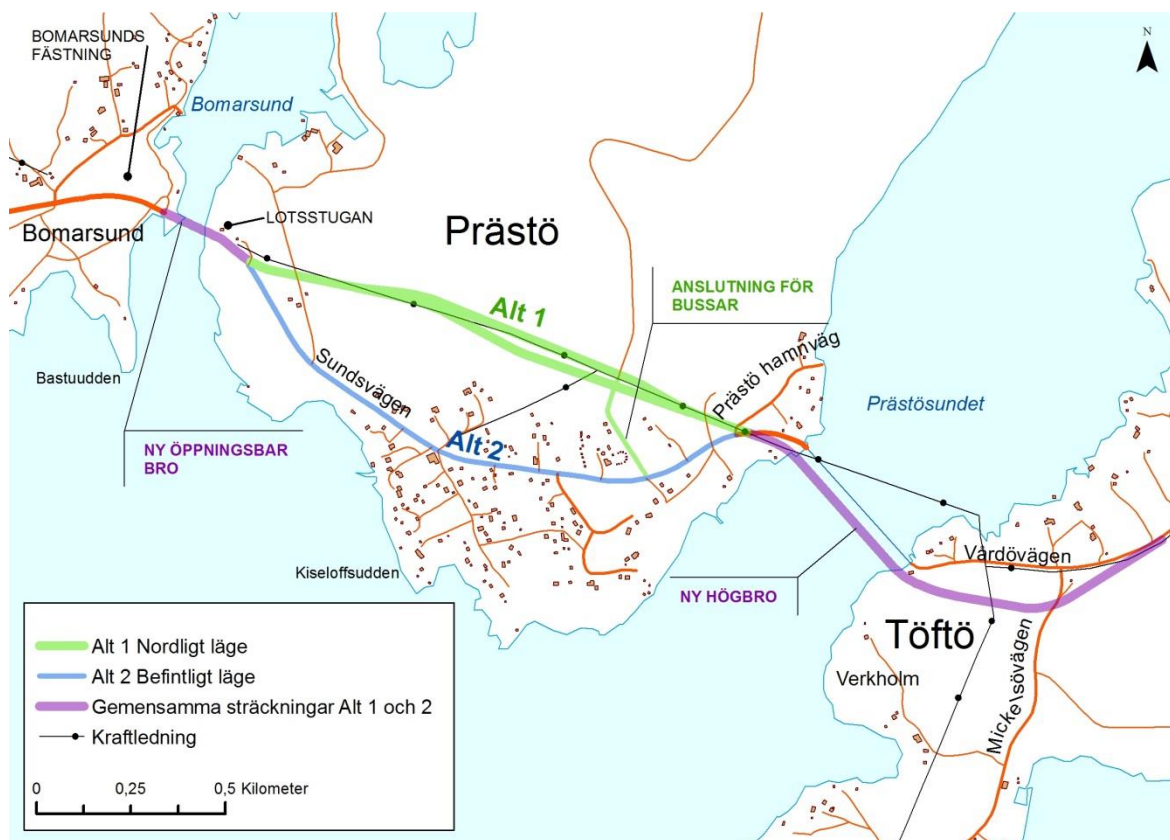 BOMARSUNDS
FÄSTNING
N
Bomarsund
LOTSSTUGAN
Bomarsund
Prästö
ANSLUTNING FÖR
BUSSAR
Alt 1
Bastuudden
Sundsvägen
Prästö hamnväg
Prästösundet
NY ÖPPNINGSBAR
BRO
Alt 2
Kiseloffsudden
NY HÖGBRO
Vårdövägen
Töftö
Verkholm
Mickelsövägen
Alt 1 Nordligt läge
Alt 2 Befintligt läge
Gemensamma sträckningar Alt 1 och 2
Kraftledning
0 0,25 0,5 Kilometer